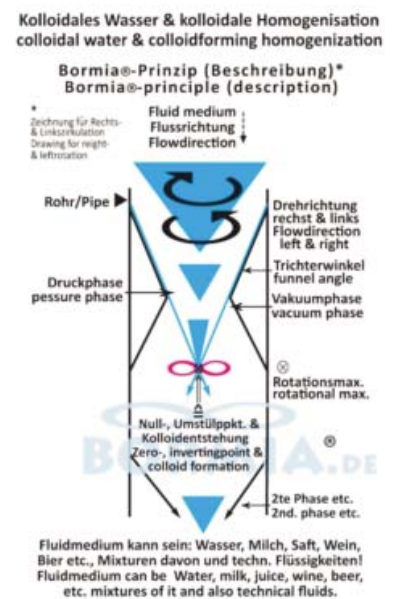 Kolloidales Wasser & kolloidale Homogenisation
colloidal water & colloidforming homogenization
Bormia®-Prinzip (Beschreibung)*
Bormia®-principle (description)
*
Zeichnung für Rechts-
& Linkszirkulation
Drawing for reight-
& leftrotation
Fluid medium
Flussrichtung
Flowdirection
Rohr/Pipe
Drehrichtung
rechst & links
Flowdirection
left & right
Trichterwinkel
funnel angle
Druckphase
pessure phase
Vakuumphase
vacuum phase
Rotationsmax.
rotational max.
Null-, Umstülppkt. &
Kolloidentstehung
Zero-, invertingpoint &
colloid formation
®
BORMIA.DE
2te Phase etc.
2nd. phase etc.
Fluidmedium kann sein: Wasser, Milch, Saft, Wein,
Bier etc., Mixturen davon und techn. Flüssigkeiten!
Fluidmedium can be Water, milk, juice, wine, beer,
etc. mixtures of it and also technical fluids.